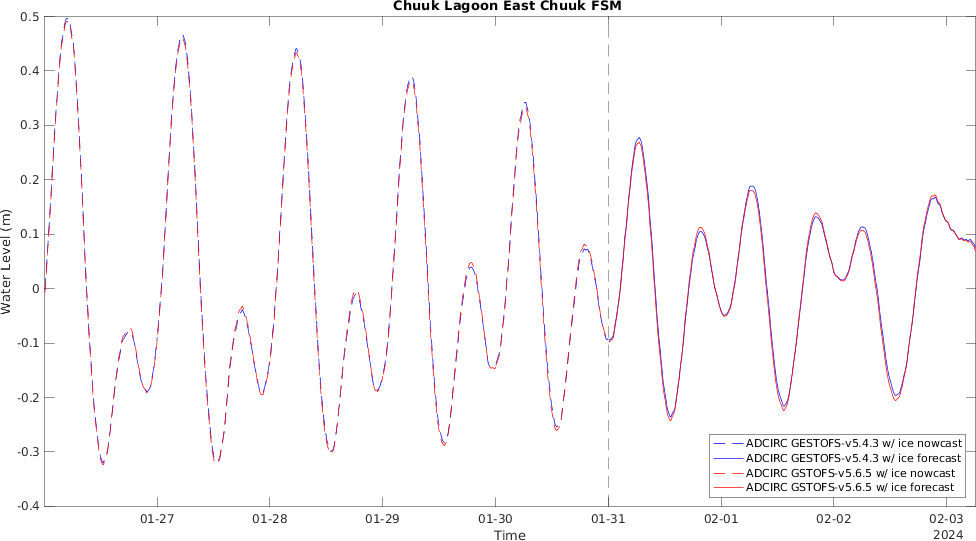 Chuuk Lagoon East Chuuk FSM
0.5
0.4
0.3
0.2
0.1
0
-0.1
-0.2
-0.3
-0.4
Water Level (m)
01-27
01-28
01-29
01-30
01-31
02-01
02-02
02-03
Time
2024
ADCIRC GESTOFS-v5.4.3 w/ ice nowcast
ADCIRC GESTOFS-v5.4.3 w/ ice forecast
ADCIRC GSTOFS-v5.6.5 w/ ice nowcast
ADCIRC GSTOFS-v5.6.5 w/ ice forecast